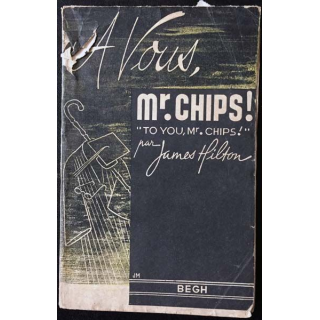 A Vous,
Mr. CHIPS!
"TO YOU, Mr. CHIPS!"
par
James Hilton
JM
BEGH